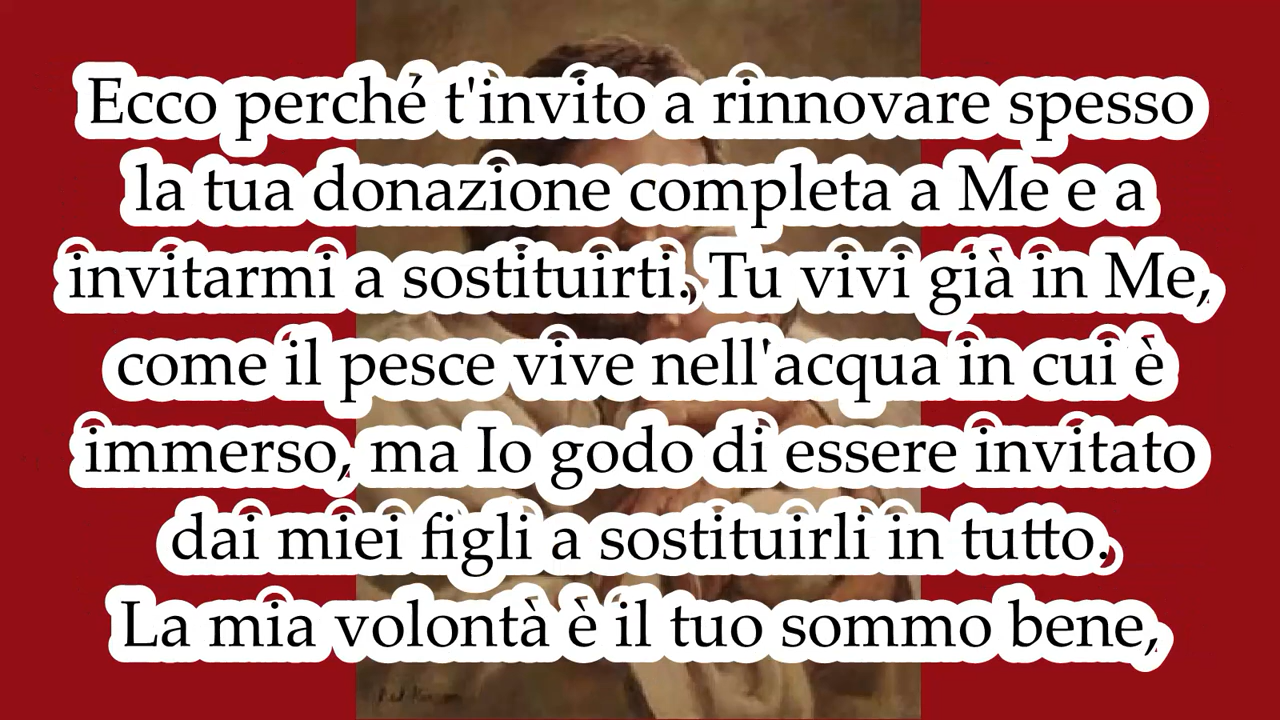 Ecco perché t'invito a rinnovare spesso
la tua donazione completa a Me e a
invitarmi a sostituirti. Tu vivi già in Me,
come il pesce vive nell'acqua in cui è
immerso, ma Io godo di essere invitato
dai miei figli a sostituirli in tutto.
La mia volontà è il tuo sommo bene,